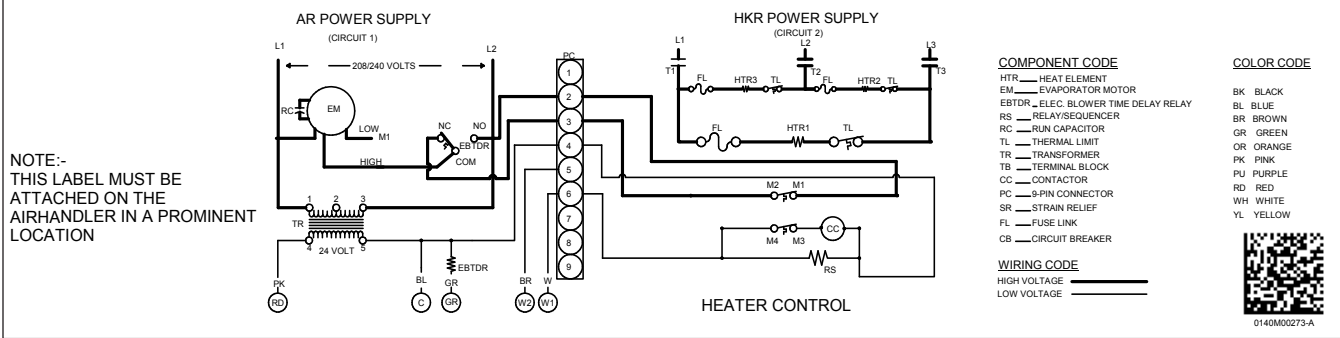 AR POWER SUPPLY
(CIRCUIT 1)
L1
L2
208/240 VOLTS
RC
EM
LOW
M1
HIGH
NC
NO
EBTDR
COM
1
2
3
TR
4
24 VOLT
5
PK
RD
BL
C
EBTDR
GR
GR
BR
W2
W
W1
PC
1
2
3
4
5
6
7
8
9
HKR POWER SUPPLY
(CIRCUIT 2)
L1
L2
L3
T1
T2
T3
FL
HTR3
TL
FL
HTR2
TL
FL
HTR1
TL
M2
M1
M4
M3
CC
RS
HEATER CONTROL
NOTE:-
THIS LABEL MUST BE
ATTACHED ON THE
AIRHANDLER IN A PROMINENT
LOCATION
COMPONENT CODE
HTR HEAT ELEMENT
EM EVAPORATOR MOTOR
EBTDR ELEC. BLOWER TIME DELAY RELAY
RS RELAY/SEQUENCER
RC RUN CAPACITOR
TL THERMAL LIMIT
TR TRANSFORMER
TB TERMINAL BLOCK
CC CONTACTOR
PC 9-PIN CONNECTOR
SR STRAIN RELIEF
FL FUSE LINK
CB CIRCUIT BREAKER
WIRING CODE
HIGH VOLTAGE
LOW VOLTAGE
COLOR CODE
BK BLACK
BL BLUE
BR BROWN
GR GREEN
OR ORANGE
PK PINK
PU PURPLE
RD RED
WH WHITE
YL YELLOW
0140M00273-A